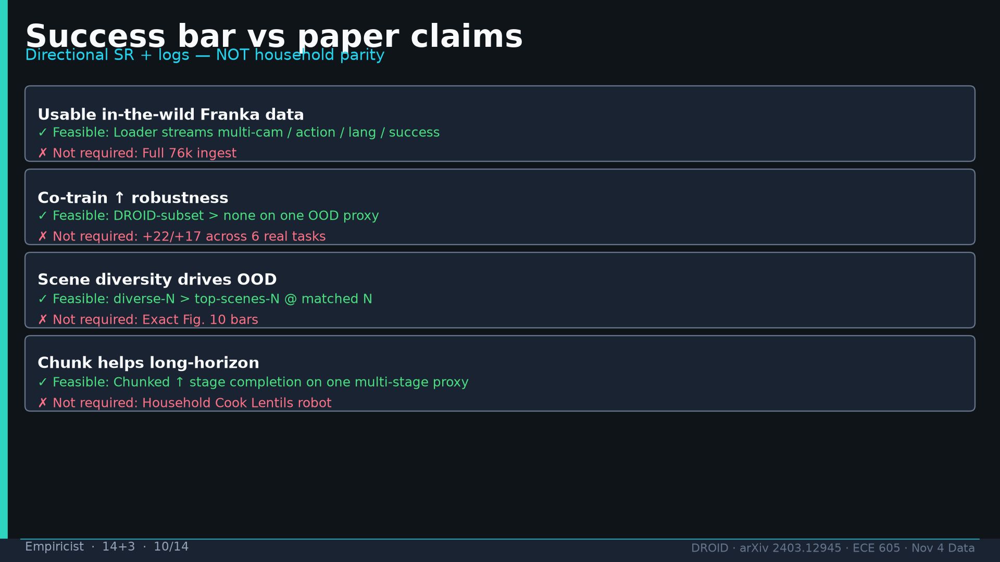 Success bar vs paper claims
Directional SR + logs — NOT household parity
Usable in-the-wild Franka data
✓ Feasible: Loader streams multi-cam / action / lang / success
✗ Not required: Full 76k ingest
Co-train ↑ robustness
✓ Feasible: DROID-subset > none on one OOD proxy
✗ Not required: +22/+17 across 6 real tasks
Scene diversity drives OOD
✓ Feasible: diverse-N > top-scenes-N @ matched N
✗ Not required: Exact Fig. 10 bars
Chunk helps long-horizon
✓ Feasible: Chunked ↑ stage completion on one multi-stage proxy
✗ Not required: Household Cook Lentils robot
Empiricist · 14+3 · 10/14
DROID · arXiv 2403.12945 · ECE 605 · Nov 4 Data